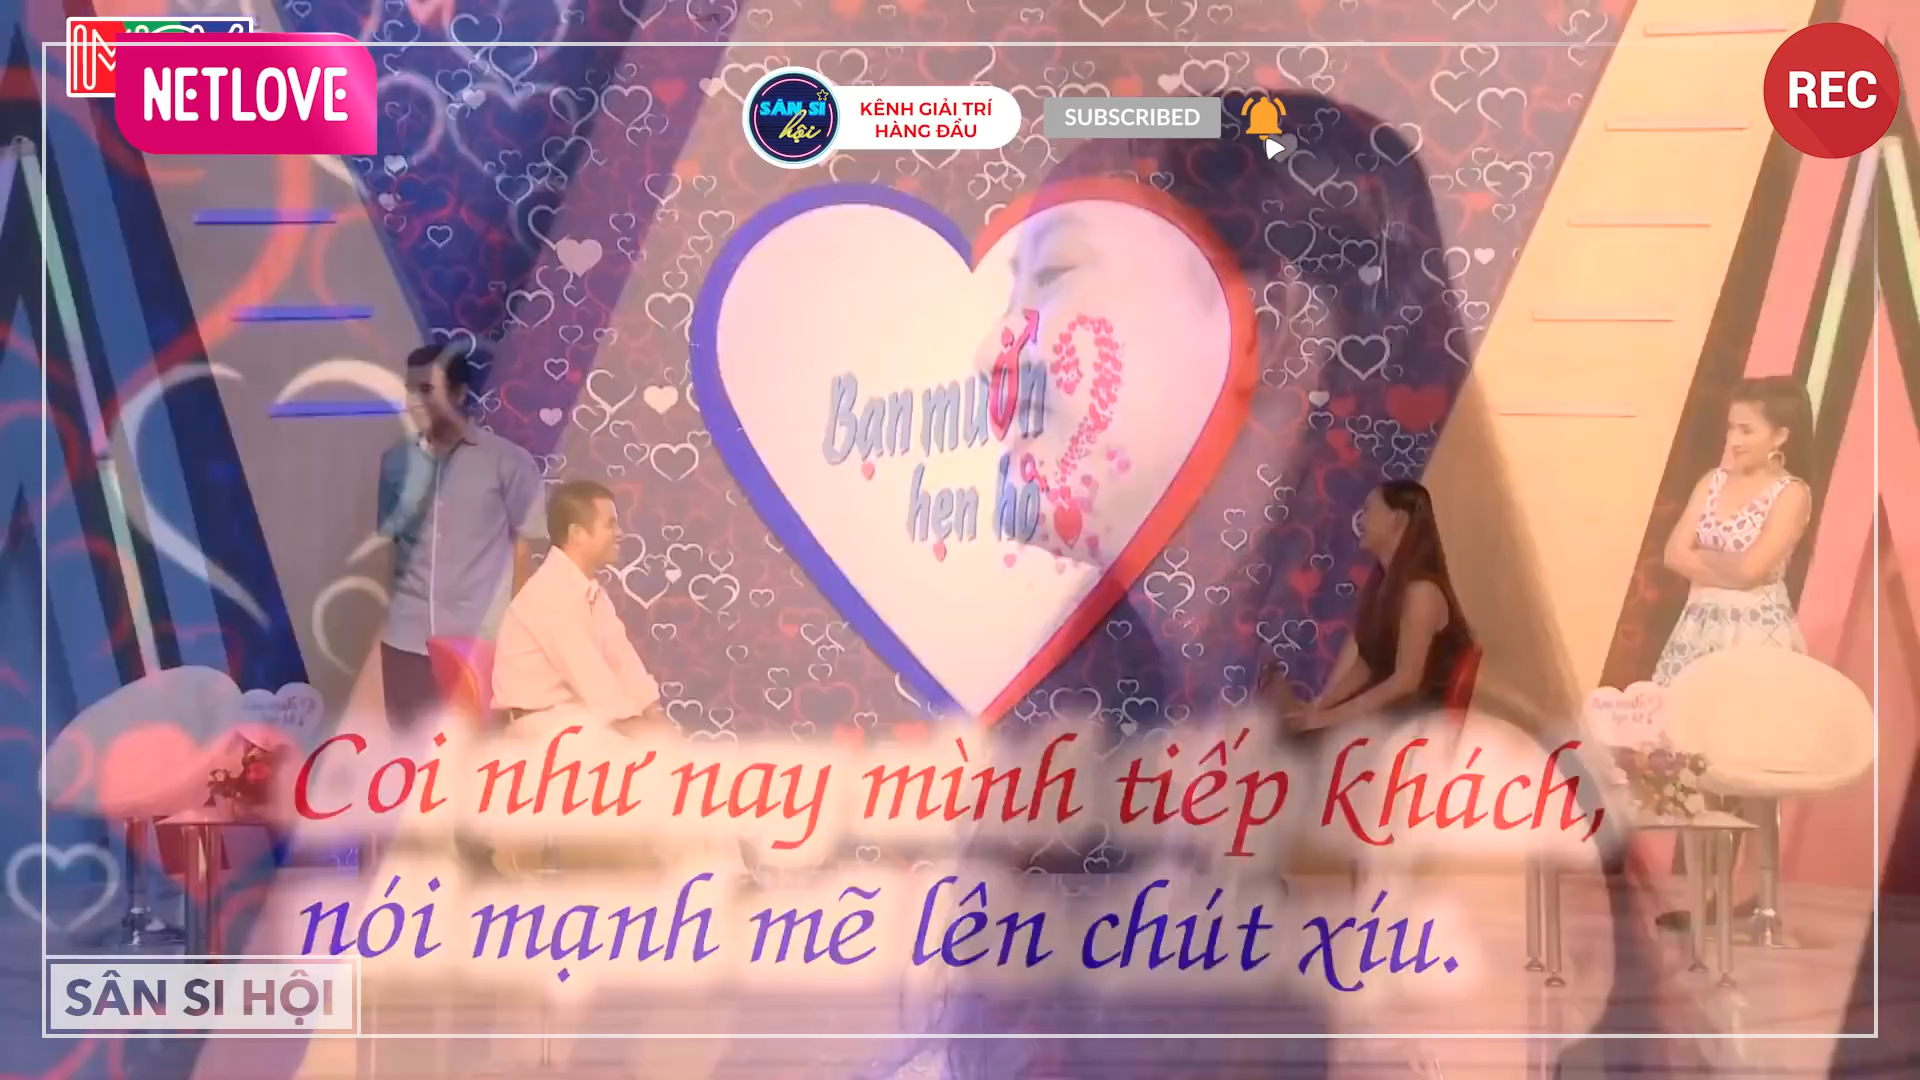 NETLOVE
SÂN SI
hội
KÊNH GIẢI TRÍ
HÀNG ĐẦU
SUBSCRIBED
REC
Bạn muốn
hẹn hò
Coi như nay mình tiếp khách,
nói mạnh mẽ lên chút xíu.
SÂN SI HỘI